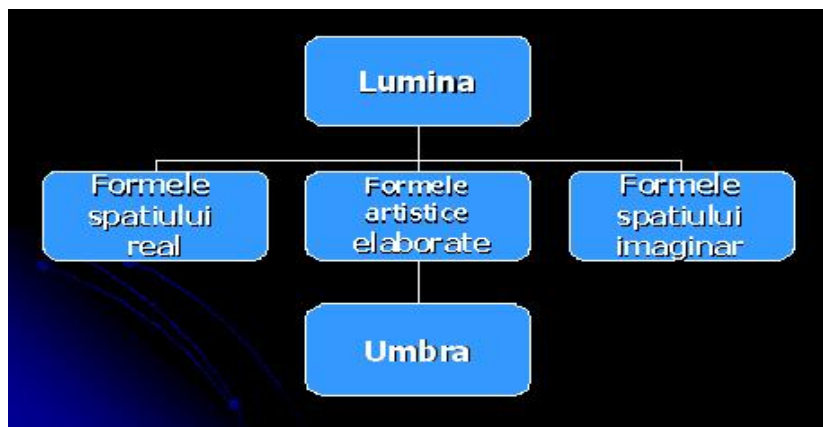 Lumina
Formele
spatiului
real
Formele
artistice
elaborate
Formele
spatiului
imaginar
Umbra